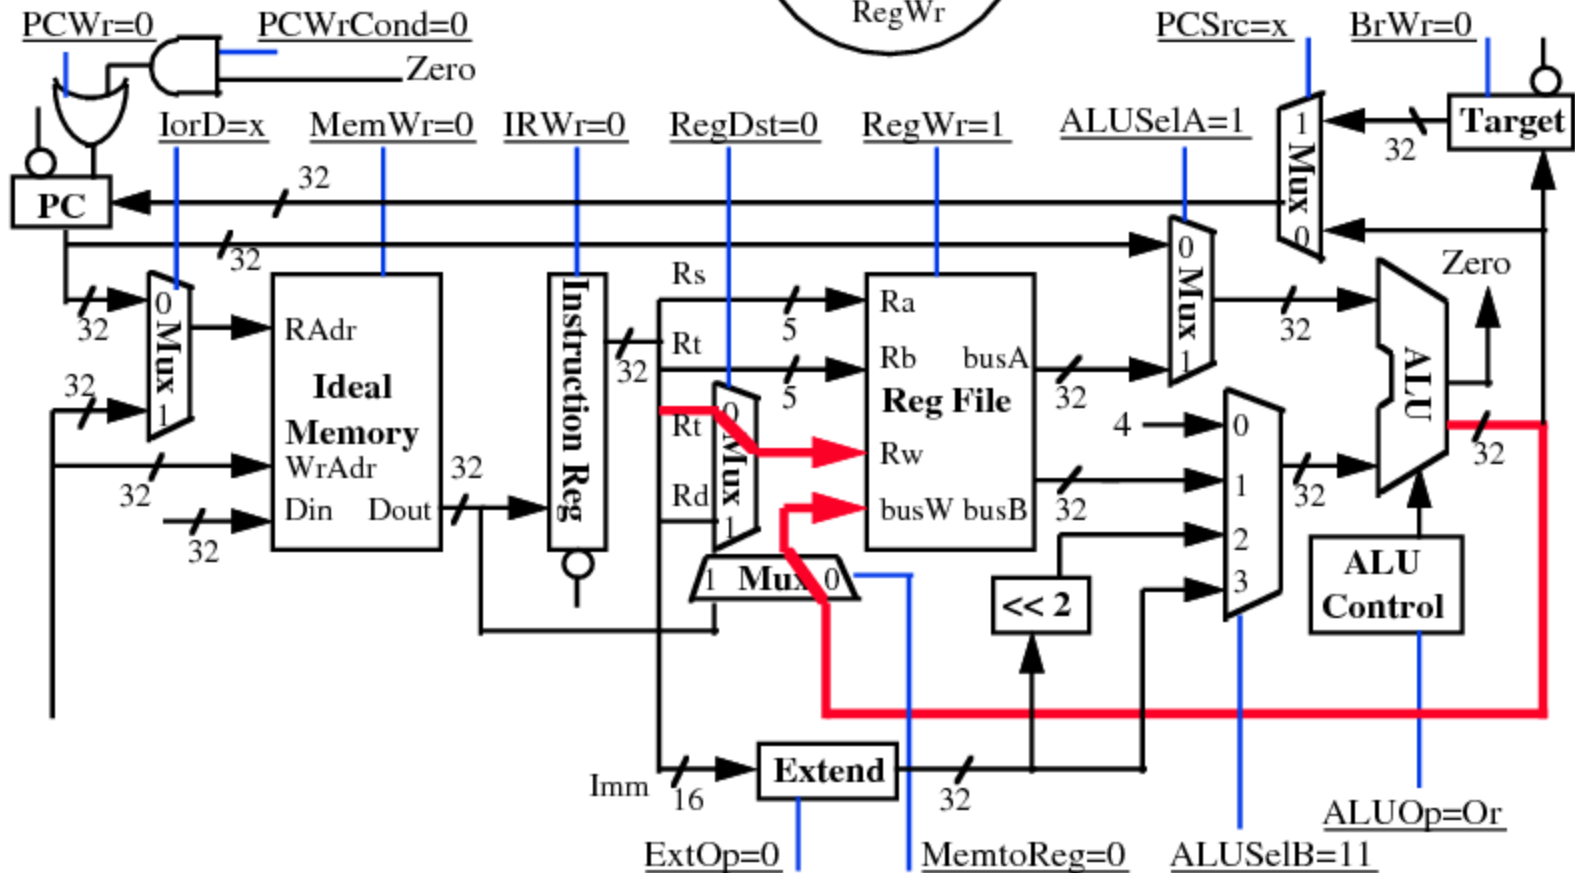 RegWr
PCWr=0
PCWrCond=0
PCSrc=x
BrWr=0
Zero
IorD=x
MemWr=0
IRWr=0
RegDst=0
RegWr=1
ALUSelA=1
1
Mux
0
32
Target
PC
32
32
32
0
Mux
1
32
32
32
RAdr
Ideal
Memory
WrAdr
Din
Dout
32
Instruction Reg
32
Rs
5
Rt
5
Rt
Rd
0
Mux
1
Ra
Rb
busA
Reg File
Rw
busW
busB
32
32
0
Mux
1
32
4
0
1
2
3
32
Zero
ALU
32
1
Mux
0
<< 2
ALU
Control
Imm
16
Extend
32
ALUOp=Or
ExtOp=0
MemtoReg=0
ALUSelB=11